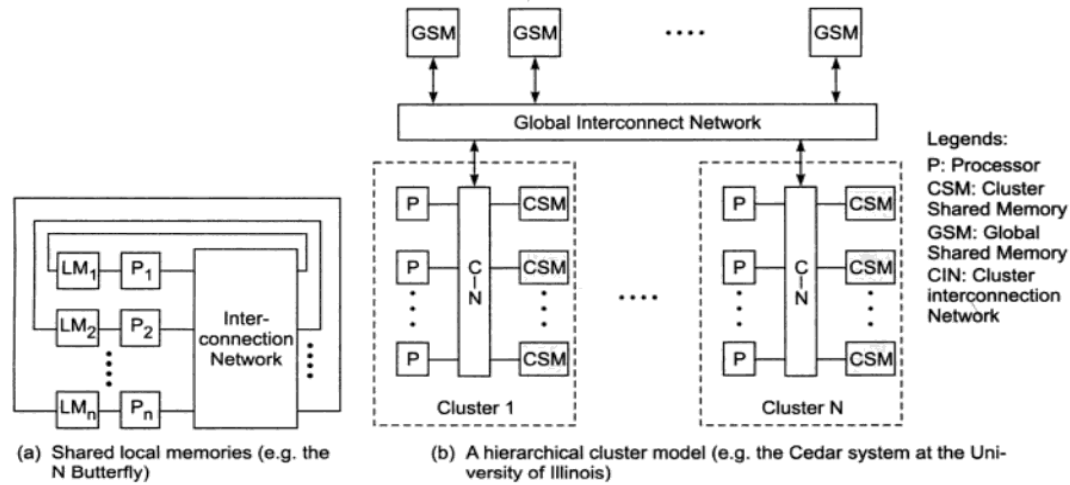 GSM GSM .... GSM
Global Interconnect Network
Legends:
P: Processor
CSM: Cluster
Shared Memory
GSM: Global
Shared Memory
CIN: Cluster
interconnection
Network
P CSM P CSM
P CIN CSM .... P CIN CSM
P CSM P CSM
Cluster 1 Cluster N
LM1 P1
LM2 P2
LMn Pn
Inter-
connection
Network
(a) Shared local memories (e.g. the
N Butterfly)
(b) A hierarchical cluster model (e.g. the Cedar system at the Uni-
versity of Illinois)